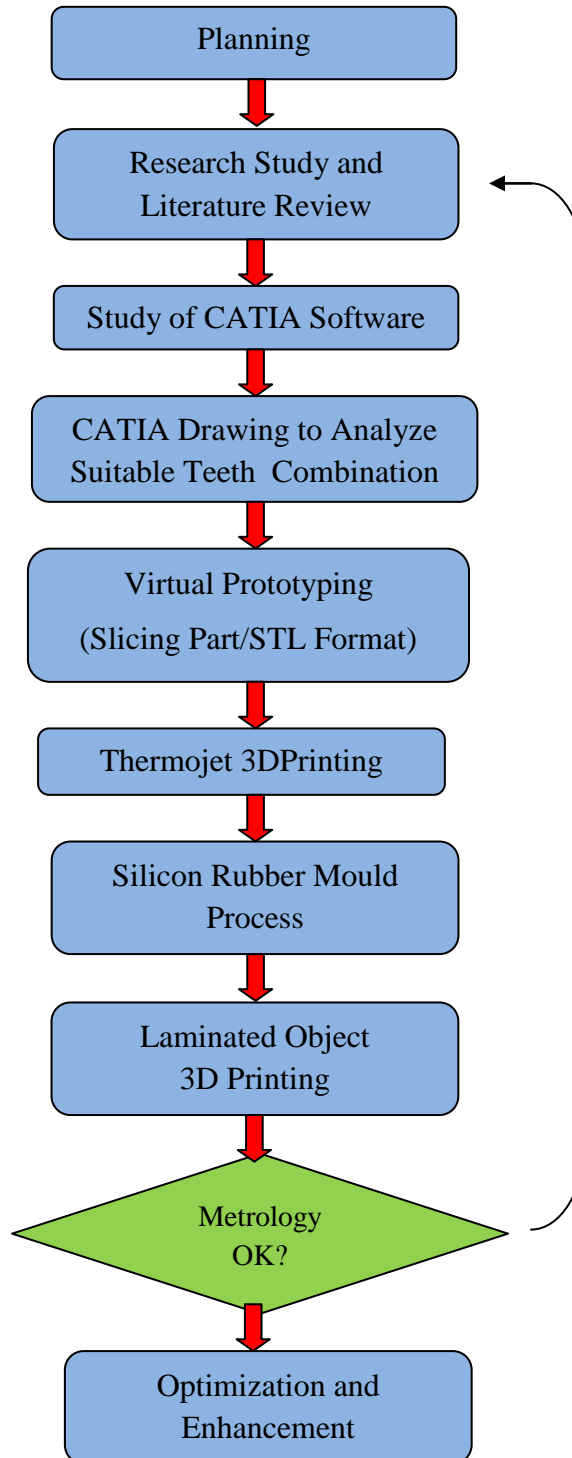 Planning
Research Study and
Literature Review
Study of CATIA Software
CATIA Drawing to Analyze
Suitable Teeth  Combination
Virtual Prototyping
(Slicing Part/STL Format)
Thermojet 3DPrinting
Silicon Rubber Mould
Process
Laminated Object
3D Printing
Metrology
OK?
Optimization and
Enhancement